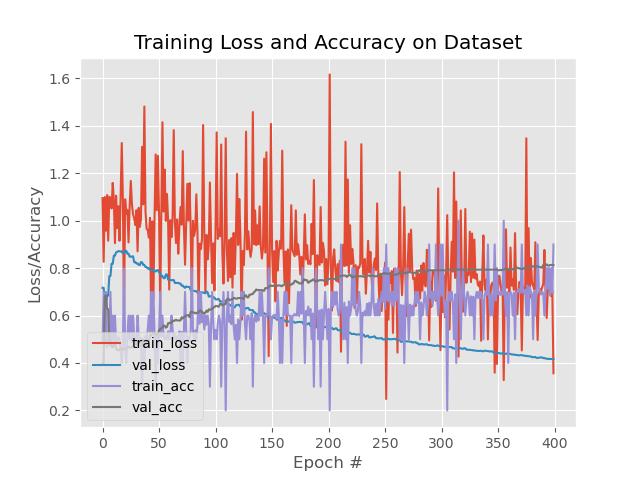 Training Loss and Accuracy on Dataset
Loss/Accuracy
1.6
1.4
1.2
1.0
0.8
0.6
0.4
0.2
train_loss
val_loss
train_acc
val_acc
0 50 100 150 200 250 300 350 400
Epoch #